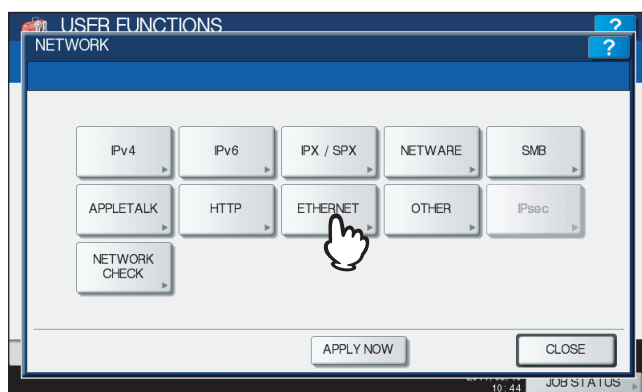 USER FUNCTIONS
?
NETWORK
?
IPv4
IPv6
IPX / SPX
NETWARE
SMB
APPLETALK
HTTP
ETHERNET
OTHER
IPsec
NETWORK
CHECK
APPLY NOW
CLOSE
10:44
JOB STATUS